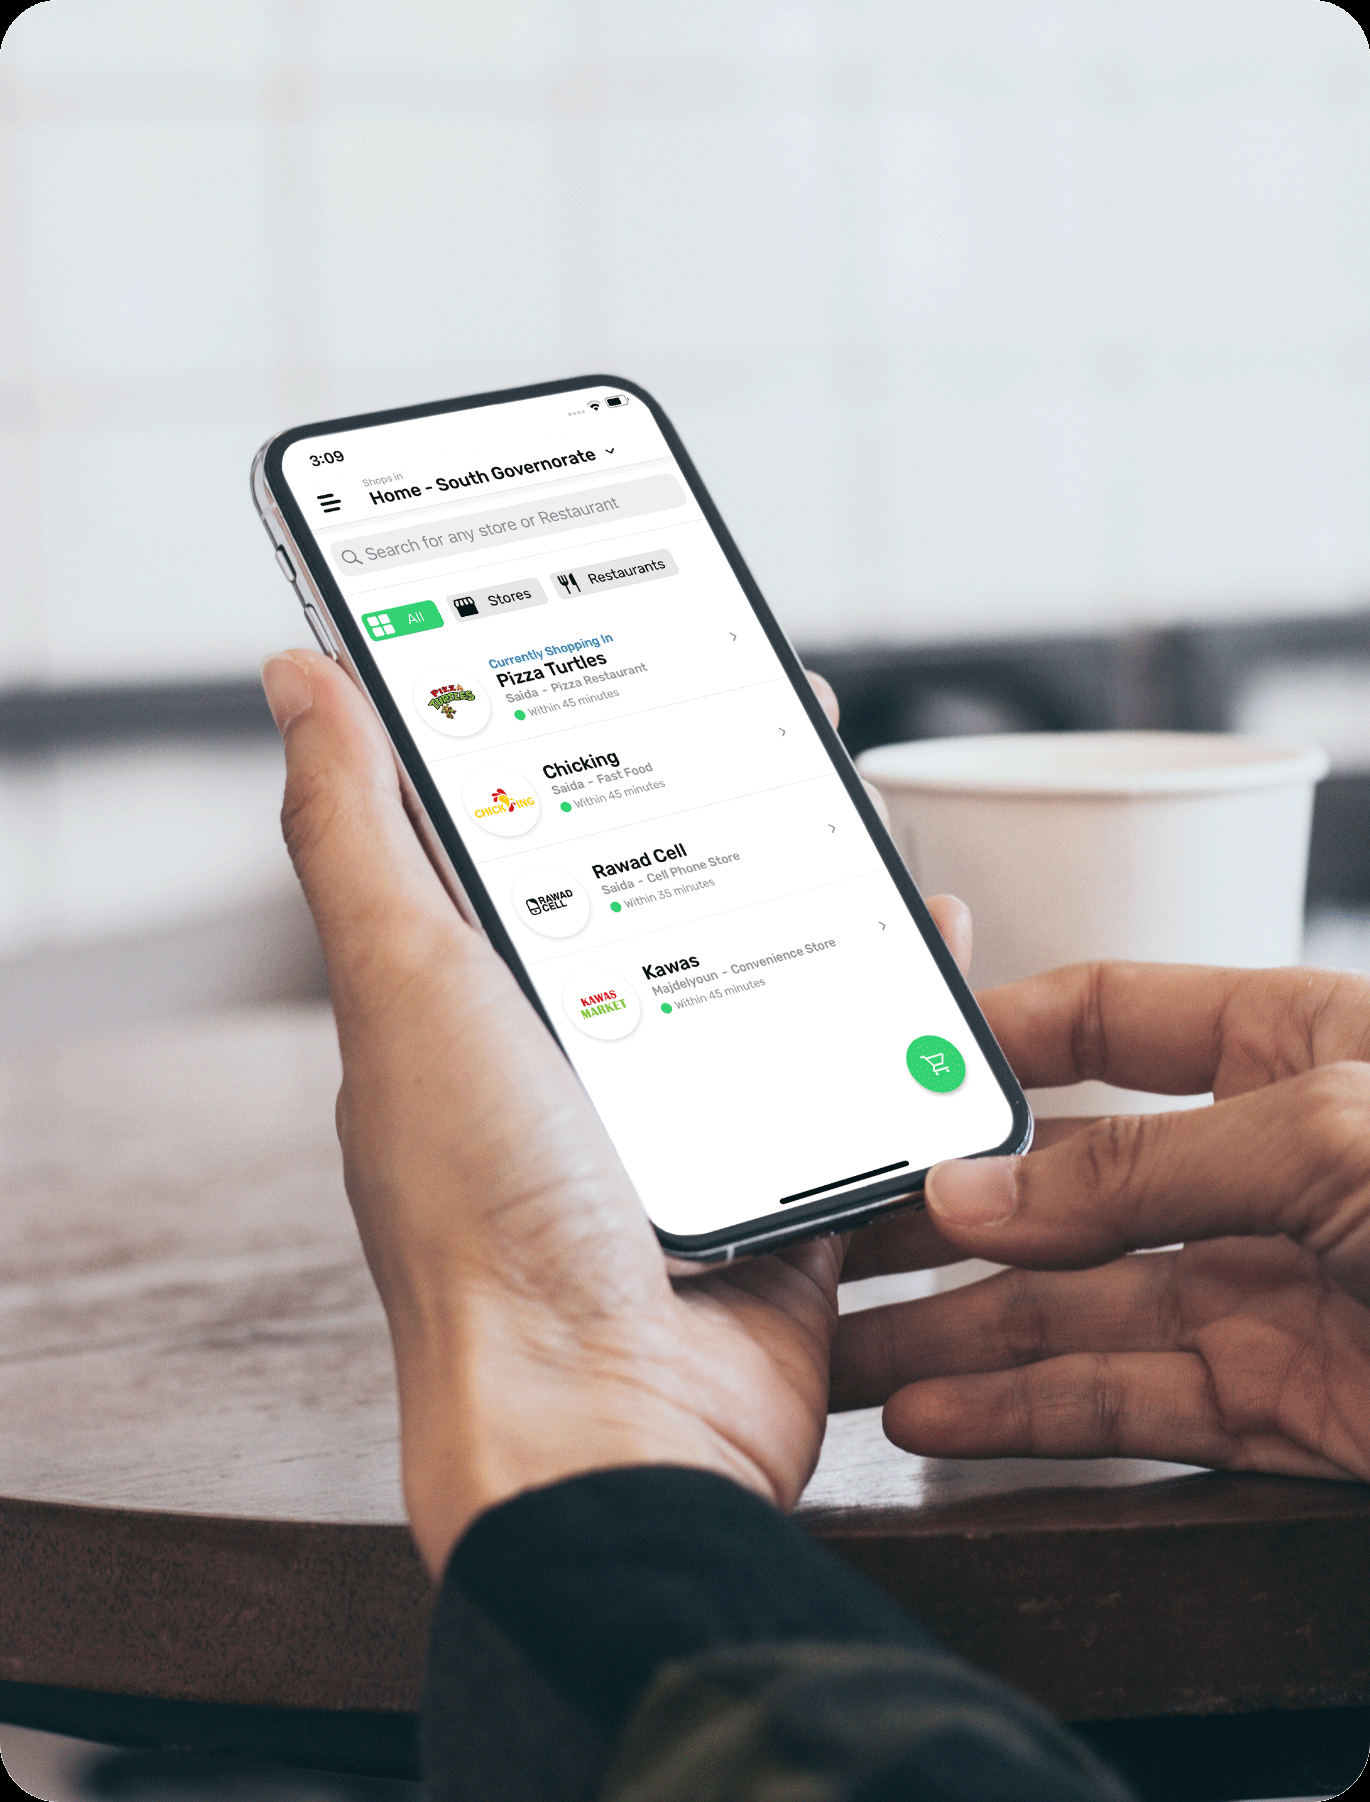 3:09
Shops in
Home - South Governorate
Search for any store or Restaurant
All
Stores
Restaurants
Currently Shopping In
Pizza Turtles
Saida - Pizza Restaurant
Within 45 minutes
PIZZA
TURTLES
Chicking
Saida - Fast Food
Within 45 minutes
CHICKING
Rawad Cell
Saida - Cell Phone Store
Within 35 minutes
RAWAD
CELL
Kawas
Majdelyoun - Convenience Store
Within 45 minutes
KAWAS
MARKET